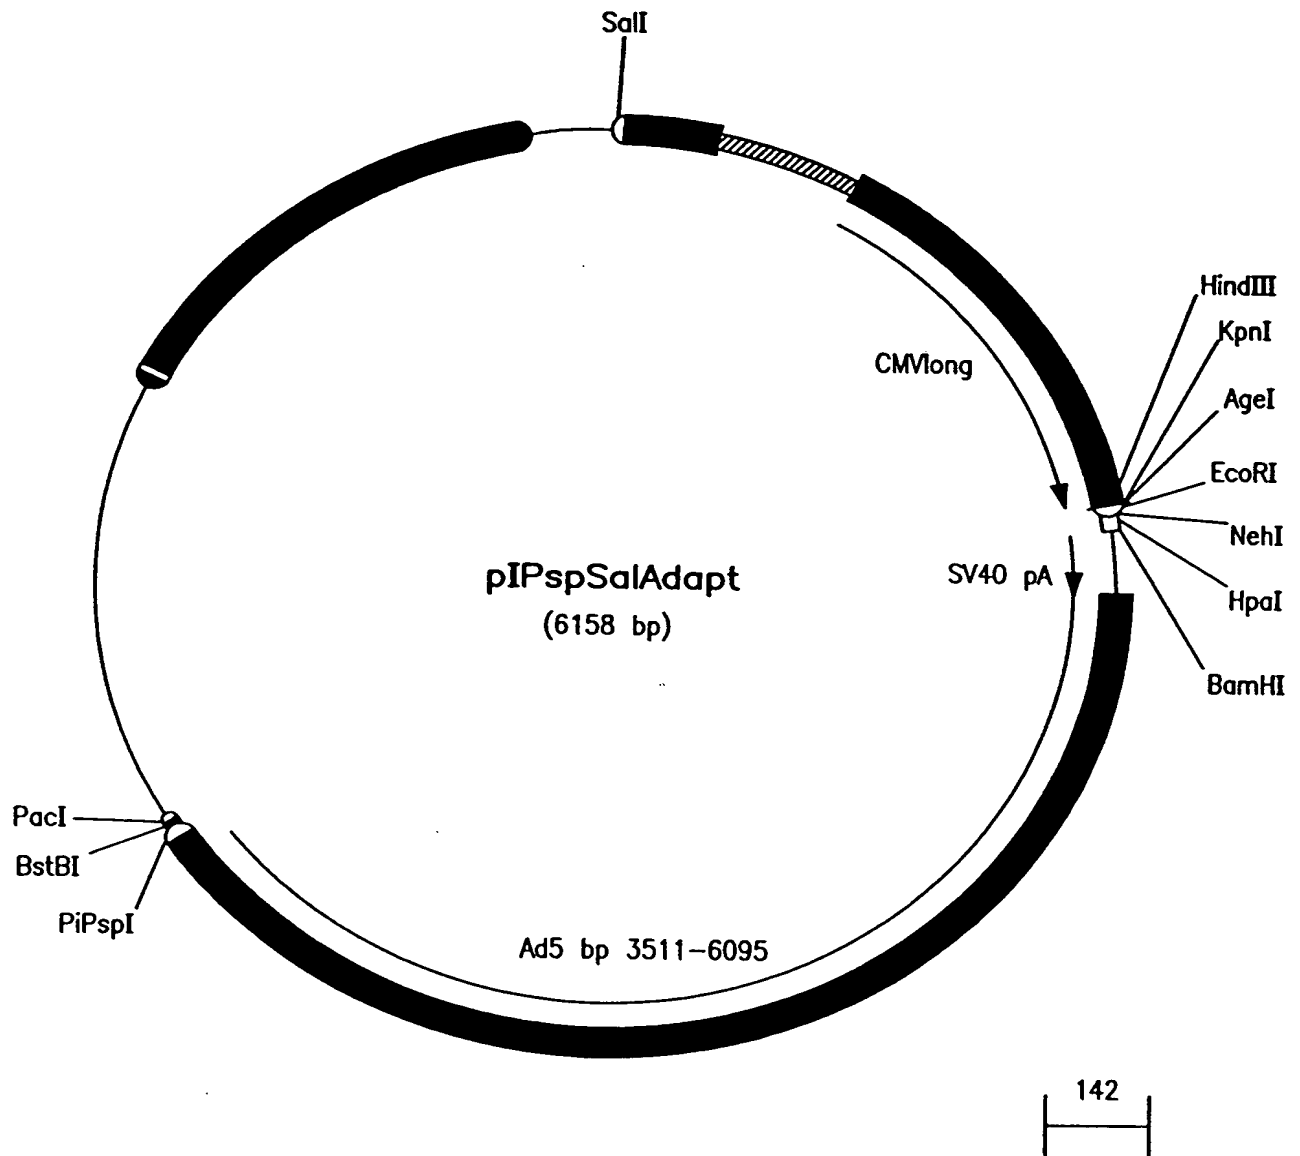 SalI
HindIII
KpnI
AgeI
CMVlong
EcoRI
NehI
pIPspSalAdapt
SV40 pA
(6158 bp)
HpaI
BamHI
PacI
BstBI
PiPspI
Ad5 bp 3511-6095
142